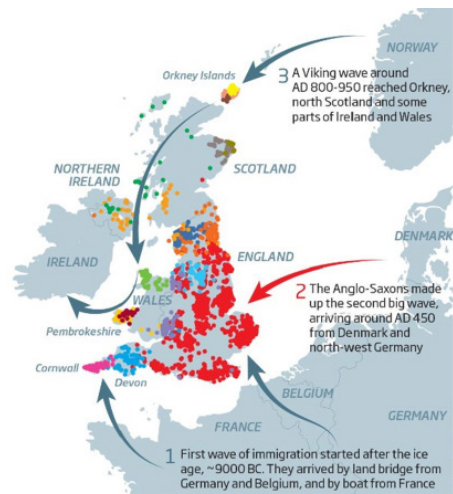 NORWAY
Orkney Islands
3 A Viking wave around
AD 800-950 reached Orkney,
north Scotland and some
parts of Ireland and Wales
NORTHERN
IRELAND
SCOTLAND
DENMARK
IRELAND
ENGLAND
WALES
2 The Anglo-Saxons made
up the second big wave,
arriving around AD 450
from Denmark and
north-west Germany
Pembrokeshire
Cornwall
Devon
BELGIUM
GERMANY
FRANCE
1 First wave of immigration started after the ice
age, ~9000 BC. They arrived by land bridge from
Germany and Belgium, and by boat from France